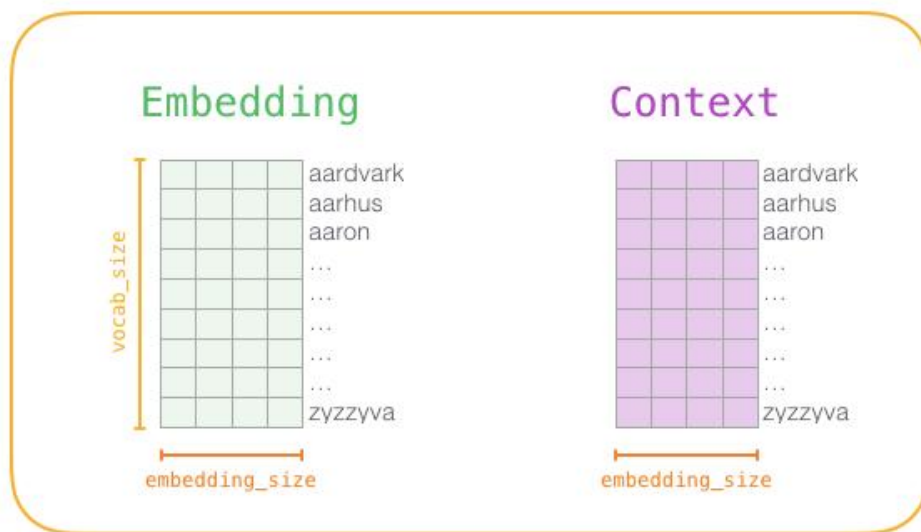 Embedding
Context
vocab_size
aardvark
aarhus
aaron
...
...
...
...
...
zyzzyva
embedding_size
aardvark
aarhus
aaron
...
...
...
...
...
zyzzyva
embedding_size